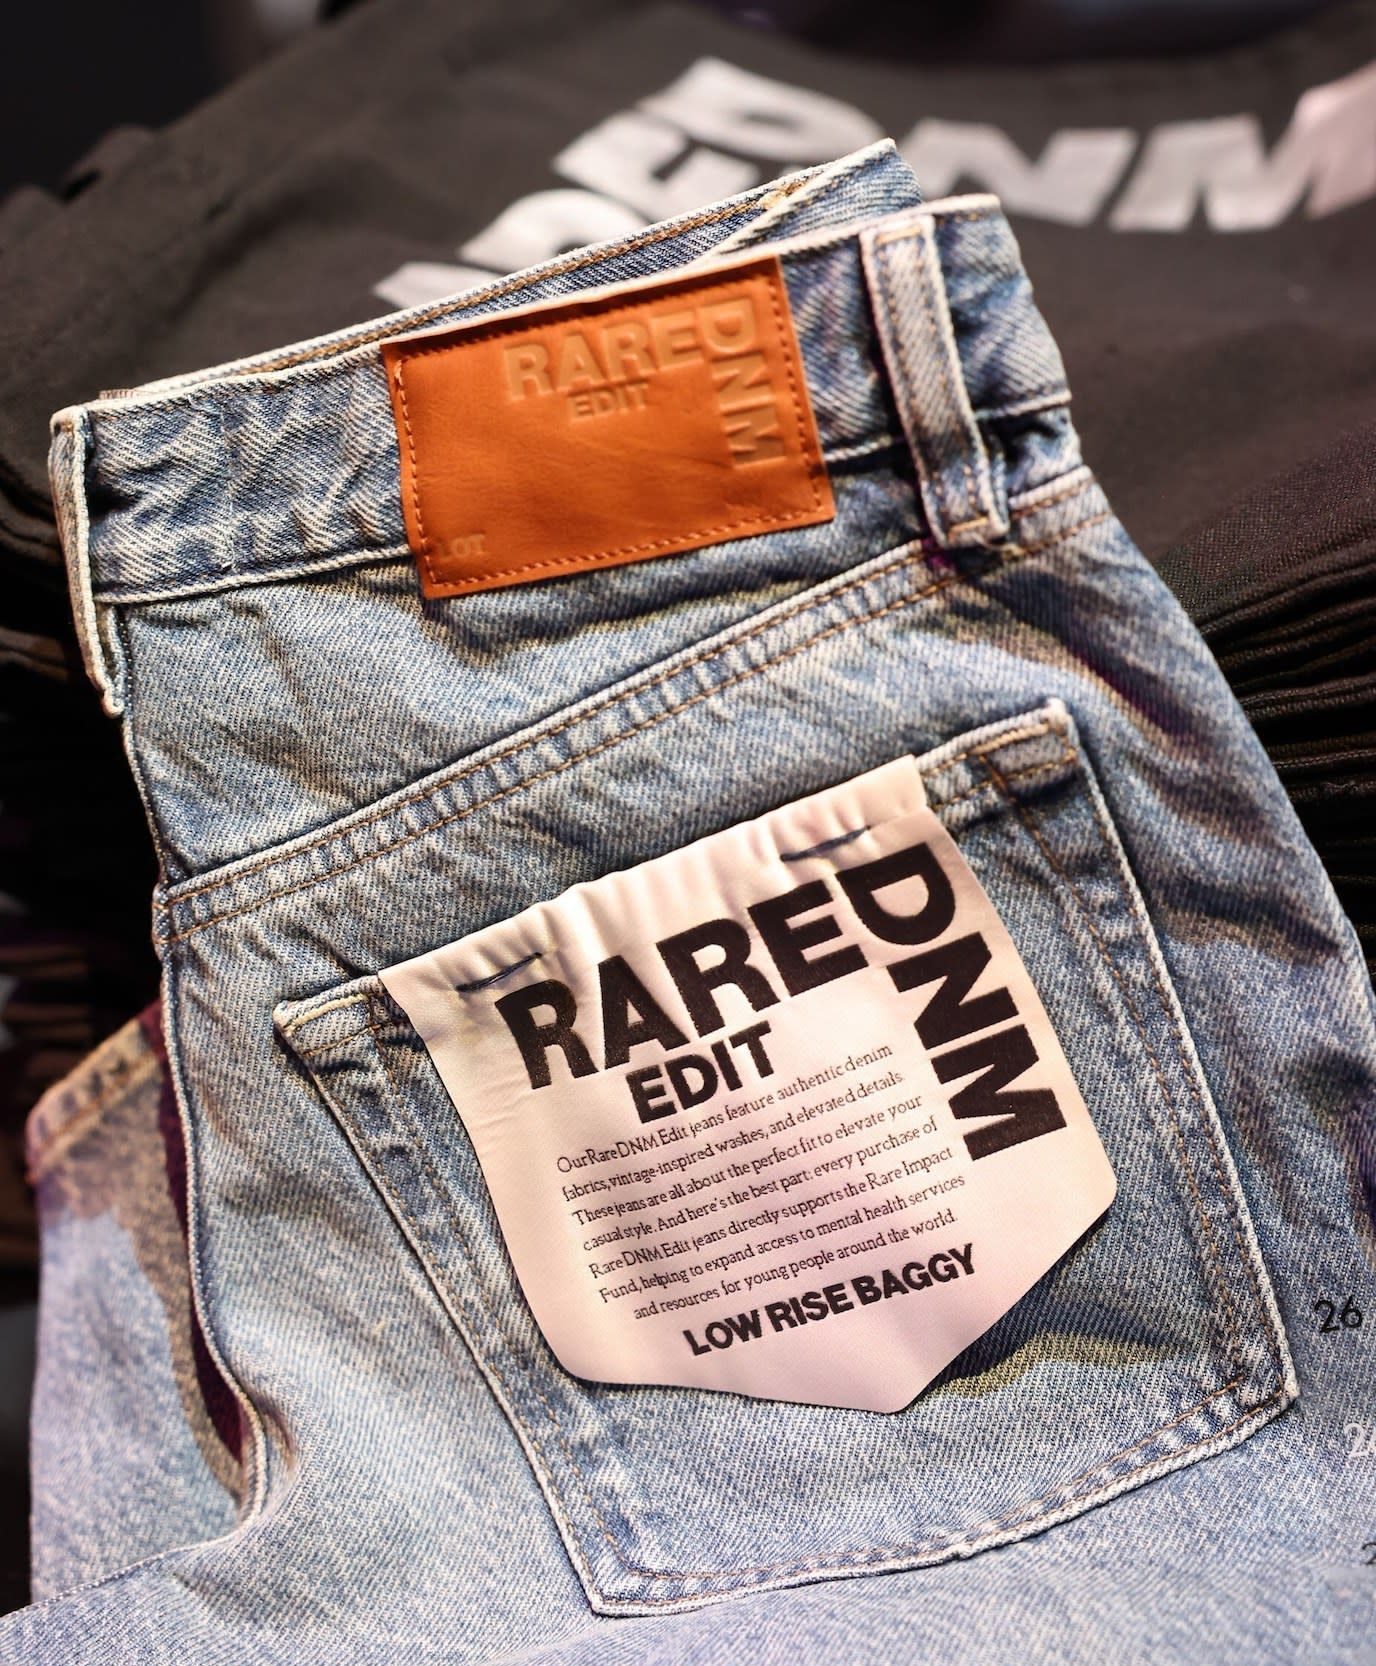 RARE DNM
EDIT
LOT
RARE DNM
EDIT
Our Rare DNM Edit jeans feature authentic denim
fabrics, vintage-inspired washes, and elevated details.
These jeans are all about the perfect fit to elevate your
casual style. And here's the best part: every purchase of
Rare DNM Edit jeans directly supports the Rare Impact
Fund, helping to expand access to mental health services
and resources for young people around the world.
LOW RISE BAGGY
26